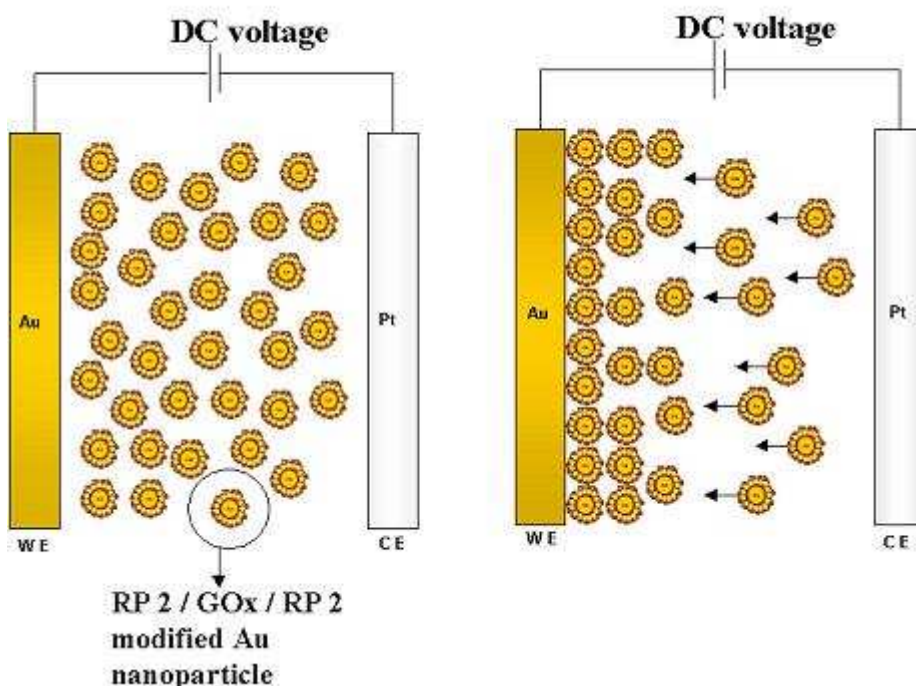 DC voltage
DC voltage
Au
Pt
Au
Pt
W E
C E
W E
C E
RP 2 / GOx / RP 2
modified Au
nanoparticle